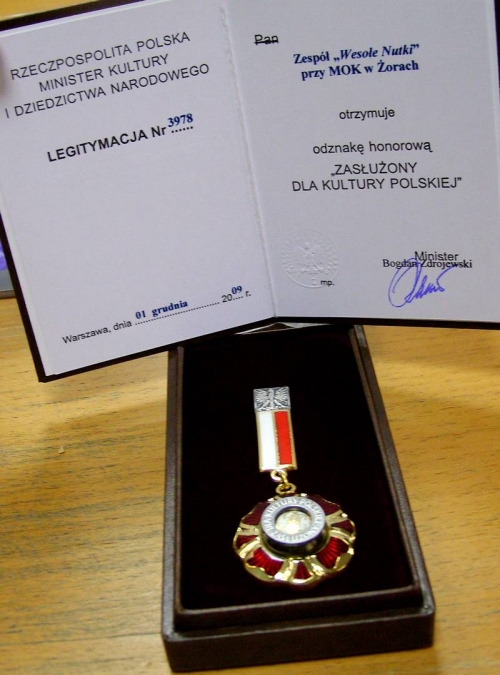 RZECZPOSPOLITA POLSKA
MINISTER KULTURY
I DZIEDZICTWA NARODOWEGO
LEGITYMACJA Nr 3978
Warszawa, dnia 01 grudnia 2009 r.
Pan
Zespół „Wesołe Nutki”
przy MOK w Żorach
otrzymuje
odznakę honorową
„ZASŁUŻONY
DLA KULTURY POLSKIEJ”
mp.
Minister
Bogdan Zdrojewski